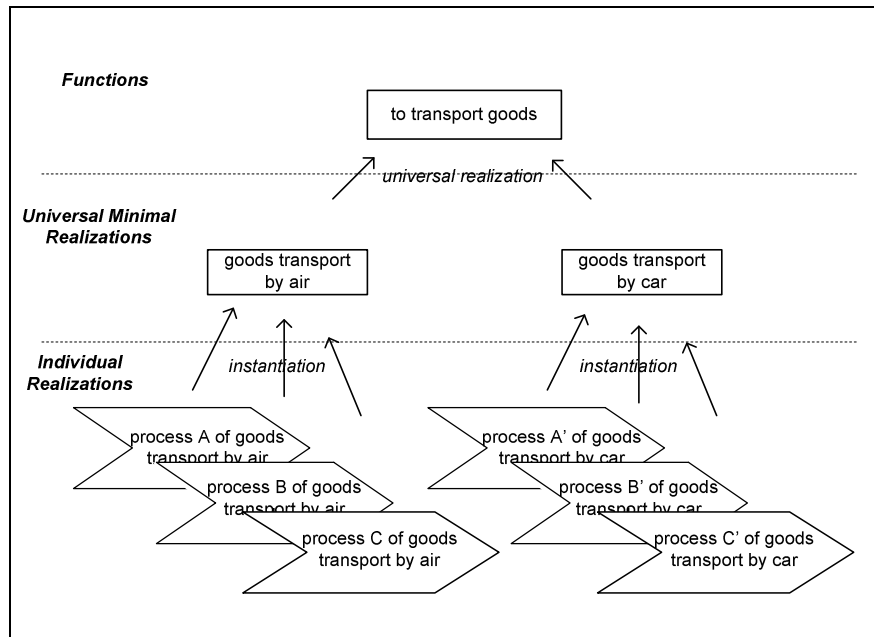 Functions
to transport goods
universal realization
Universal Minimal
Realizations
goods transport
by air
goods transport
by car
Individual
Realizations
instantiation
instantiation
process A of goods
transport by air
process A’ of goods
transport by car
process B of goods
transport by air
process B’ of goods
transport by car
process C of goods
transport by air
process C’ of goods
transport by car